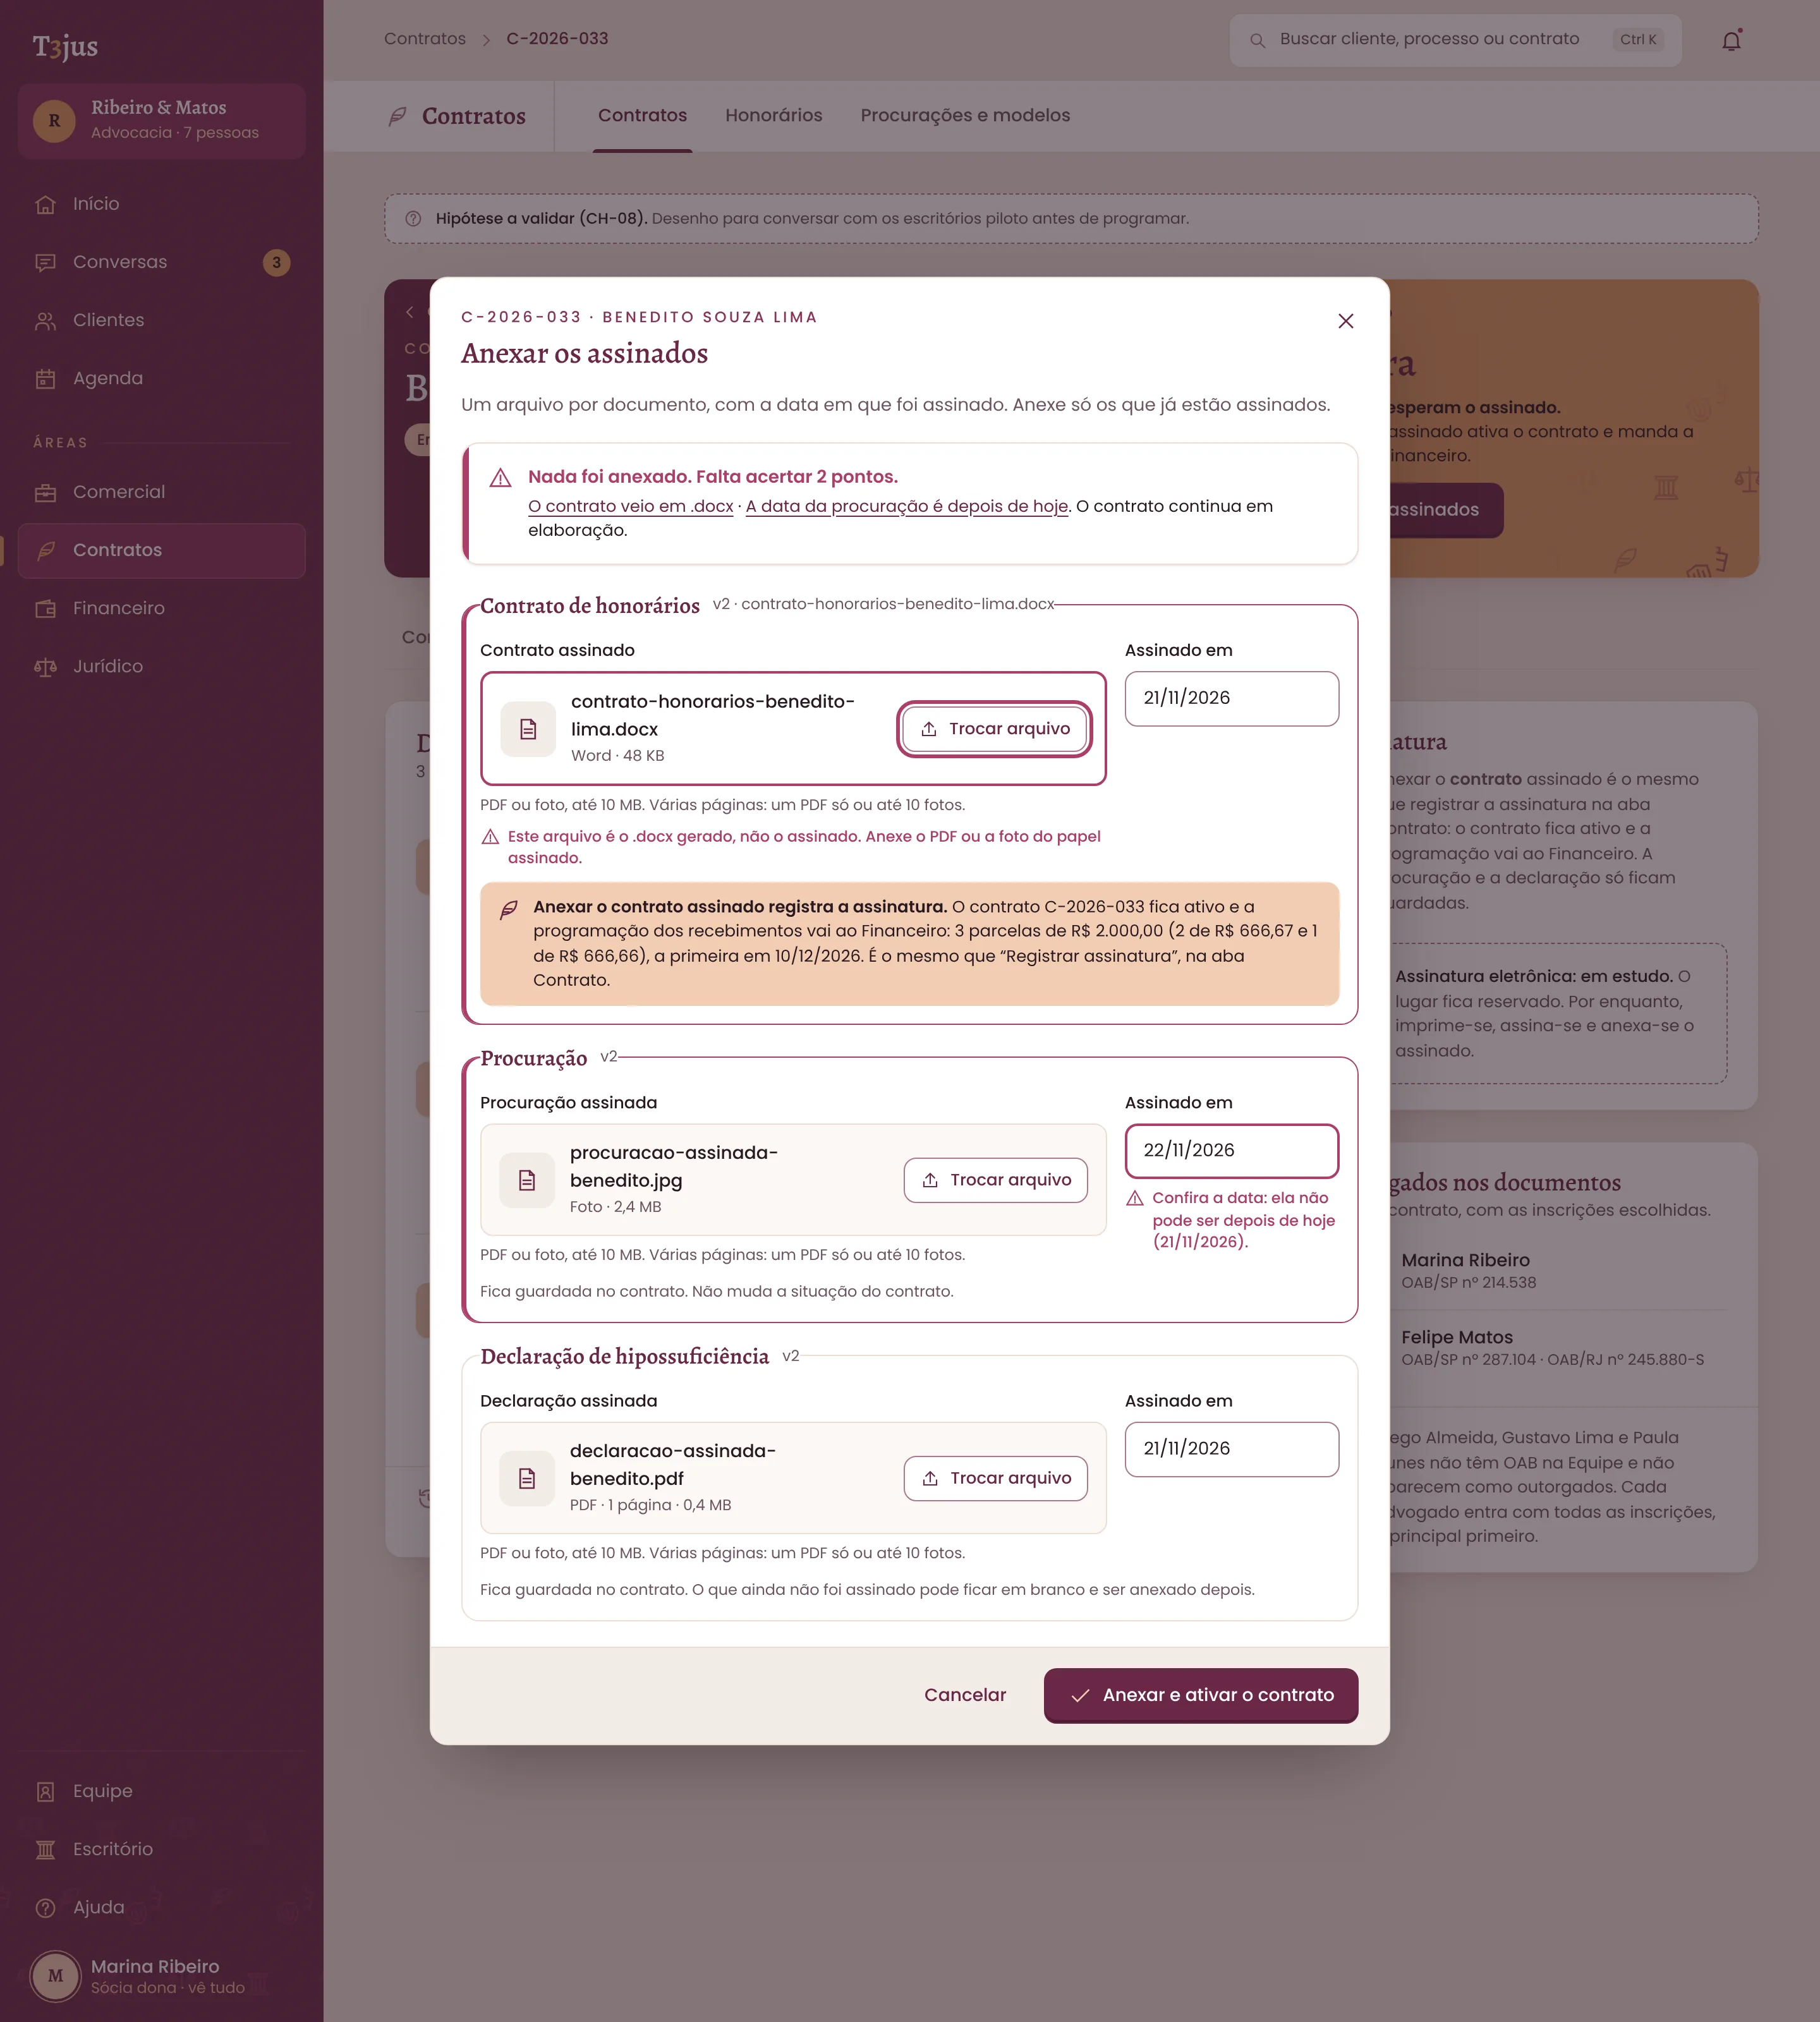 T3jus
Ribeiro & Matos
Advocacia · 7 pessoas
R
Início
Conversas
3
Clientes
Agenda
ÁREAS
Comercial
Contratos
Financeiro
Jurídico
Equipe
Escritório
Ajuda
M
Marina Ribeiro
Sócia dona · vê tudo
Contratos
C-2026-033
Buscar cliente, processo ou contrato
Ctrl K
Contratos
Contratos
Honorários
Procurações e modelos
Hipótese a validar (CH-08). Desenho para conversar com os escritórios piloto antes de programar.
C-2026-033 · BENEDITO SOUZA LIMA
Anexar os assinados
Um arquivo por documento, com a data em que foi assinado. Anexe só os que já estão assinados.
Nada foi anexado. Falta acertar 2 pontos.
O contrato veio em .docx · A data da procuração é depois de hoje. O contrato continua em
elaboração.
Contrato de honorários v2 · contrato-honorarios-benedito-lima.docx
Contrato assinado
Assinado em
contrato-honorarios-benedito-
lima.docx
Word · 48 KB
Trocar arquivo
21/11/2026
PDF ou foto, até 10 MB. Várias páginas: um PDF só ou até 10 fotos.
Este arquivo é o .docx gerado, não o assinado. Anexe o PDF ou a foto do papel
assinado.
Anexar o contrato assinado registra a assinatura. O contrato C-2026-033 fica ativo e a
programação dos recebimentos vai ao Financeiro: 3 parcelas de R$ 2.000,00 (2 de R$ 666,67 e 1
de R$ 666,66), a primeira em 10/12/2026. É o mesmo que “Registrar assinatura”, na aba
Contrato.
Procuração v2
Procuração assinada
Assinado em
procuracao-assinada-
benedito.jpg
Foto · 2,4 MB
Trocar arquivo
22/11/2026
Confira a data: ela não
pode ser depois de hoje
(21/11/2026).
PDF ou foto, até 10 MB. Várias páginas: um PDF só ou até 10 fotos.
Fica guardada no contrato. Não muda a situação do contrato.
Declaração de hipossuficiência v2
Declaração assinada
Assinado em
declaracao-assinada-
benedito.pdf
PDF · 1 página · 0,4 MB
Trocar arquivo
21/11/2026
PDF ou foto, até 10 MB. Várias páginas: um PDF só ou até 10 fotos.
Fica guardada no contrato. O que ainda não foi assinado pode ficar em branco e ser anexado depois.
Cancelar
Anexar e ativar o contrato
esperam o assinado.
assinado ativa o contrato e manda a
assinados
contrato assinado é o mesmo
registrar a assinatura na aba
o contrato fica ativo e a
vai ao Financeiro. A
e a declaração só ficam
Assinatura eletrônica: em estudo. O
lugar fica reservado. Por enquanto,
imprime-se, assina-se e anexa-se o
assinado.
nos documentos
contrato, com as inscrições escolhidas.
Marina Ribeiro
OAB/SP nº 214.538
Felipe Matos
OAB/SP nº 287.104 · OAB/RJ nº 245.880-S
Almeida, Gustavo Lima e Paula
não têm OAB na Equipe e não
como outorgados. Cada
entra com todas as inscrições,
principal primeiro.